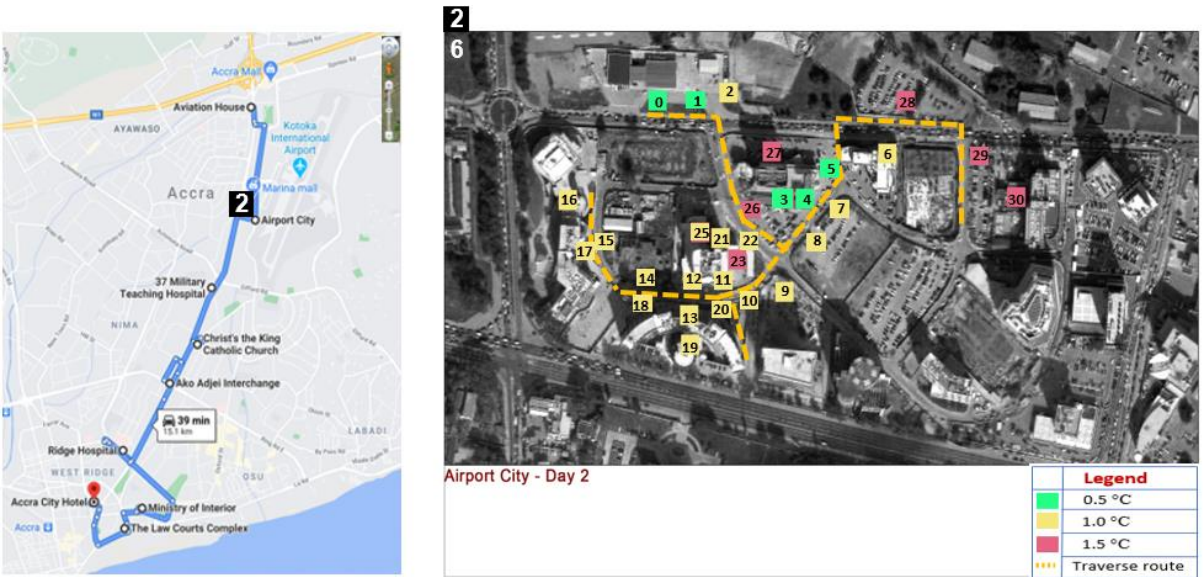 Accra Mall
Aviation House
N1
AYAWASO
Kotoka
International
Airport
Accra
Marina mall
2
Airport City
37 Military
Teaching Hospital
NIMA
Christ's the King
Catholic Church
Ako Adjei Interchange
39 min
15.1 km
LABADI
Ridge Hospital
WEST RIDGE
OSU
Accra City Hotel
Ministry of Interior
Accra
The Law Courts Complex
2
6
0
1
2
28
27
6
29
5
16
3
4
30
26
7
25
21
22
15
8
17
23
14
12
11
9
18
10
20
13
19
Airport City - Day 2
Legend
0.5 °C
1.0 °C
1.5 °C
Traverse route